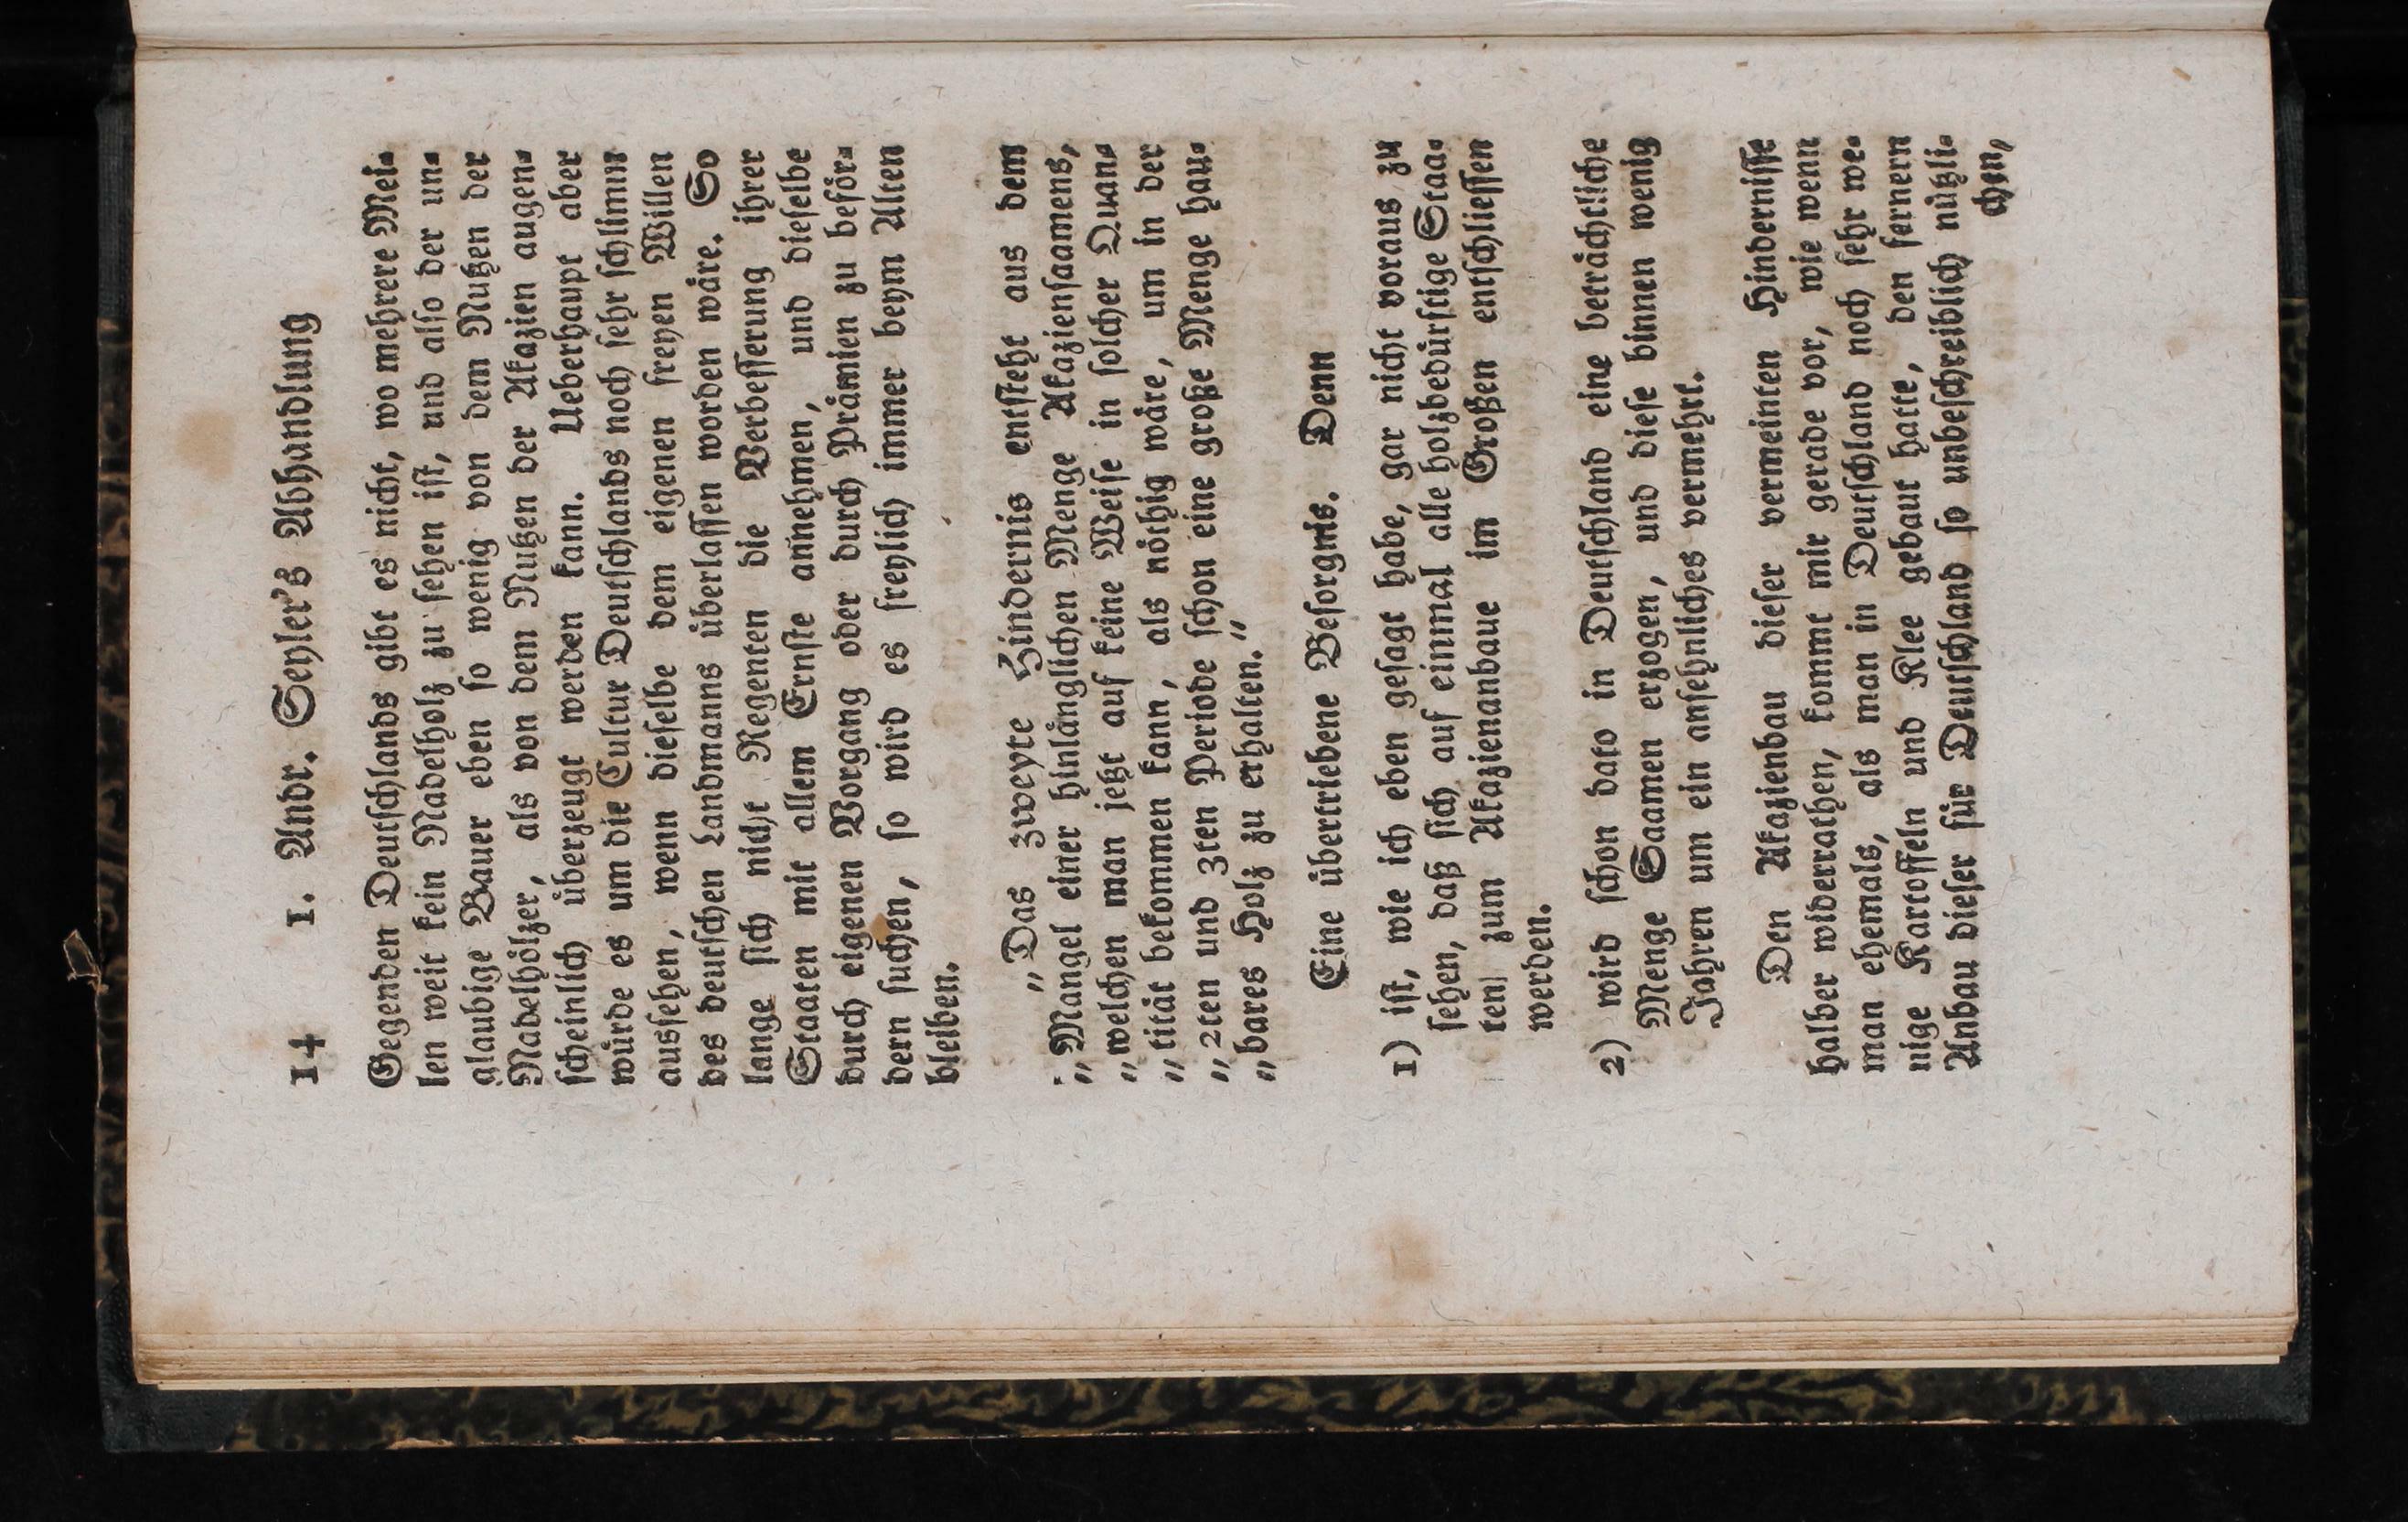 14 1. Andr. Seyler's Abhandlung
Gegenden Deutschlands gibt es nicht, wo mehrere Mei-
len weit kein Nadelholz zu sehen ist, und also der un-
glaubige Bauer eben so wenig von dem Nutzen der
Nadelhölzer, als von dem Nutzen der Akazien augen-
scheinlich überzeugt werden kann. Ueberhaupt aber
würde es um die Cultur Deutschlands noch sehr schlimm
aussehen, wenn dieselbe dem eigenen freyen Willen
des deutschen Landmanns überlassen worden wäre. So
lange sich nicht Regenten die Verbesserung ihrer
Staaten mit allem Ernste annehmen, und dieselbe
durch eigenen Vorgang oder durch Prämien zu beför-
dern suchen, so wird es freylich immer beym Alten
bleiben.
„Das zweyte Hindernis entsteht aus dem
„Mangel einer hinlänglichen Menge Akaziensaamens,
„welchen man jetzt auf keine Weise in solcher Quan-
„tität bekommen kann, als nöthig wäre, um in der
„2ten und 3ten Periode schon eine große Menge hau-
„bares Holz zu erhalten.“
Eine übertriebene Besorgnis. Denn
1) ist, wie ich eben gesagt habe, gar nicht voraus zu
sehen, daß sich auf einmal alle holzbedürftige Staa-
ten zum Akazienanbaue im Großen entschliessen
werden.
2) wird schon dato in Deutschland eine beträchtliche
Menge Saamen erzogen, und diese binnen wenig
Jahren um ein ansehnliches vermehrt.
Den Akazienbau dieser vermeinten Hindernisse
halber widerrathen, kommt mir gerade vor, wie wenn
man ehemals, als man in Deutschland noch sehr we-
nige Kartoffeln und Klee gebaut hatte, den fernern
Anbau dieser für Deutschland so unbeschreiblich nützli-
chen,